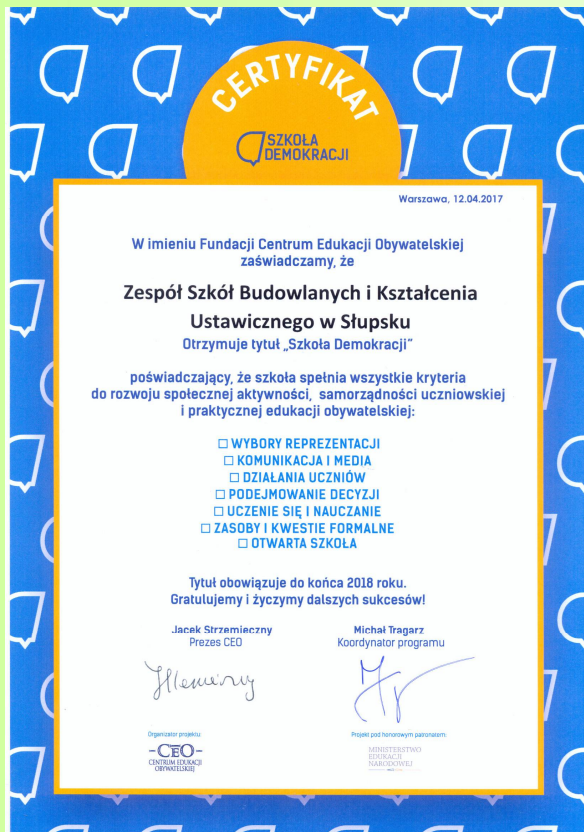 CERTYFIKAT
SZKOŁA
DEMOKRACJI
Warszawa, 12.04.2017
W imieniu Fundacji Centrum Edukacji Obywatelskiej
zaświadczamy, że
Zespół Szkół Budowlanych i Kształcenia
Ustawicznego w Słupsku
Otrzymuje tytuł „Szkoła Demokracji”
poświadczający, że szkoła spełnia wszystkie kryteria
do rozwoju społecznej aktywności, samorządności uczniowskiej
i praktycznej edukacji obywatelskiej:
□ WYBORY REPREZENTACJI
□ KOMUNIKACJA I MEDIA
□ DZIAŁANIA UCZNIÓW
□ PODEJMOWANIE DECYZJI
□ UCZENIE SIĘ I NAUCZANIE
□ ZASOBY I KWESTIE FORMALNE
□ OTWARTA SZKOŁA
Tytuł obowiązuje do końca 2018 roku.
Gratulujemy i życzymy dalszych sukcesów!
Jacek Strzemieczny Michał Tragarz
Prezes CEO Koordynator programu
Organizator projektu: Projekt pod honorowym patronatem:
CEO
CENTRUM EDUKACJI
OBYWATELSKIEJ
MINISTERSTWO
EDUKACJI
NARODOWEJ